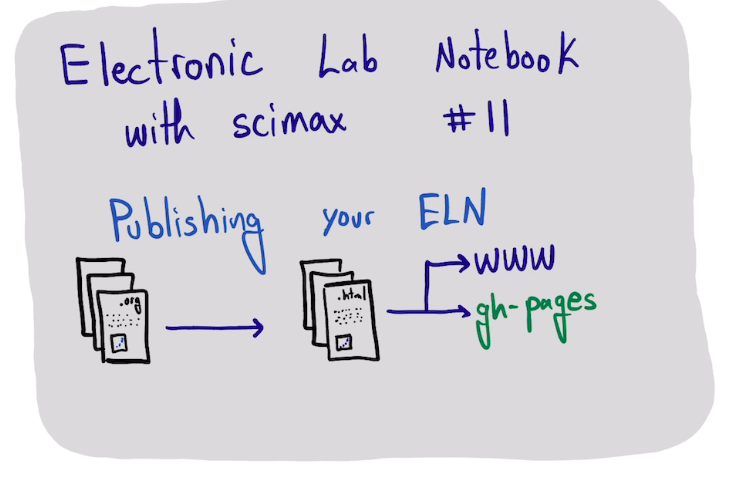 Electronic Lab Notebook
with scimax #11
Publishing your ELN
.org
.html
www
gh-pages